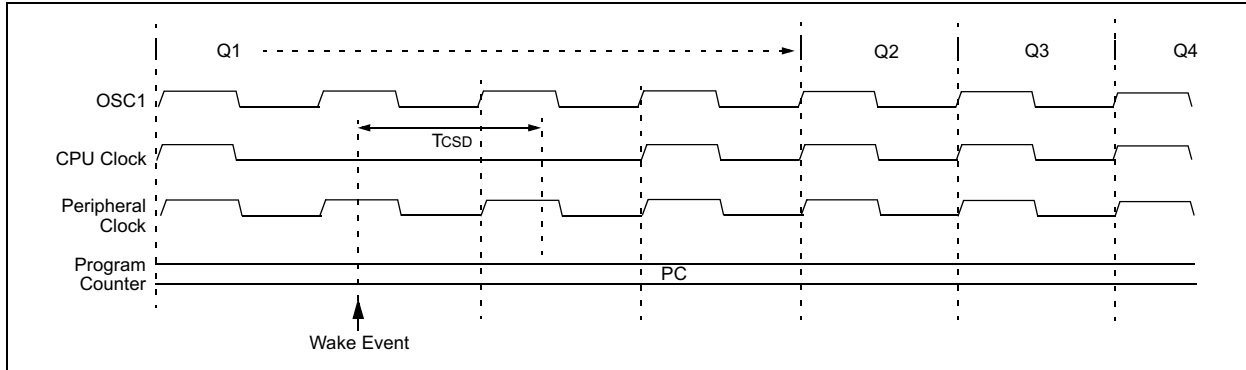 Q1
Q2
Q3
Q4
OSC1
TCSD
CPU Clock
Peripheral
Clock
Program
Counter
PC
Wake Event